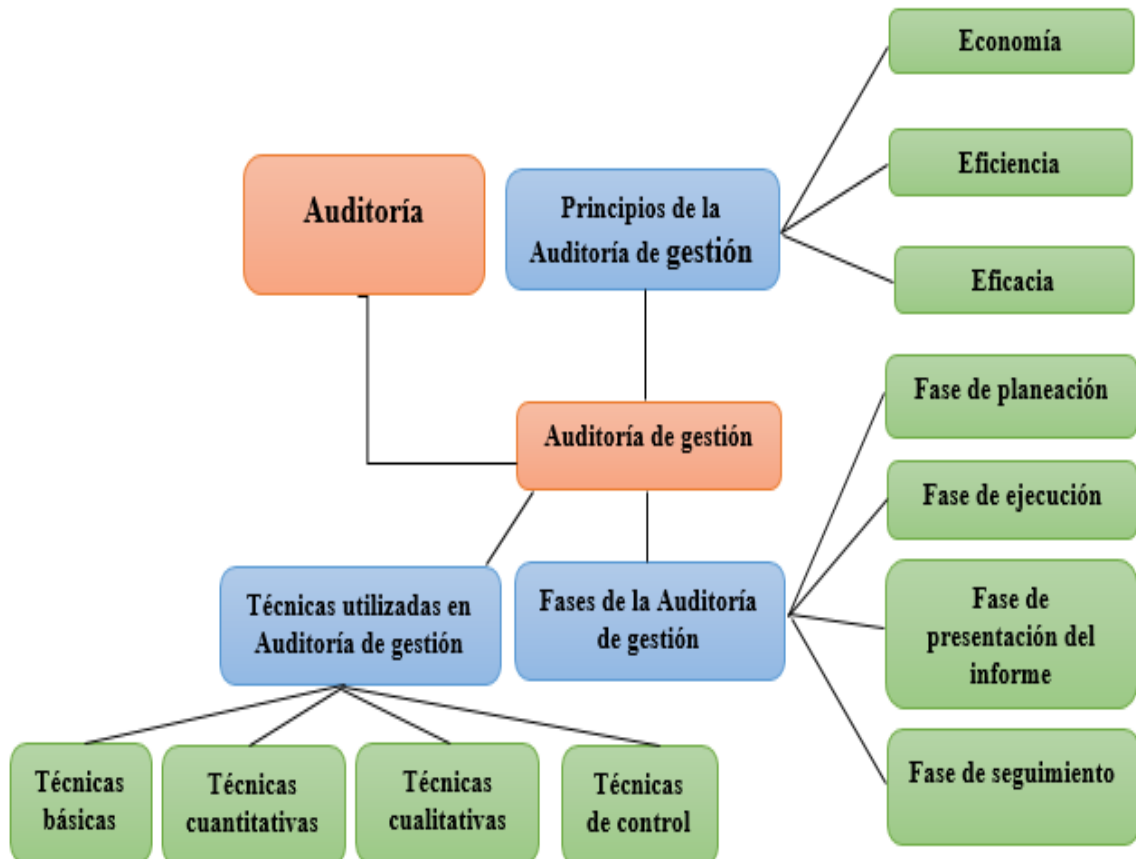 Auditoría
Principios de la
Auditoría de gestión
Economía
Eficiencia
Eficacia
Auditoría de gestión
Fase de planeación
Fase de ejecución
Fase de
presentación del
informe
Fase de seguimiento
Técnicas utilizadas en
Auditoría de gestión
Fases de la Auditoría
de gestión
Técnicas
básicas
Técnicas
cuantitativas
Técnicas
cualitativas
Técnicas
de control